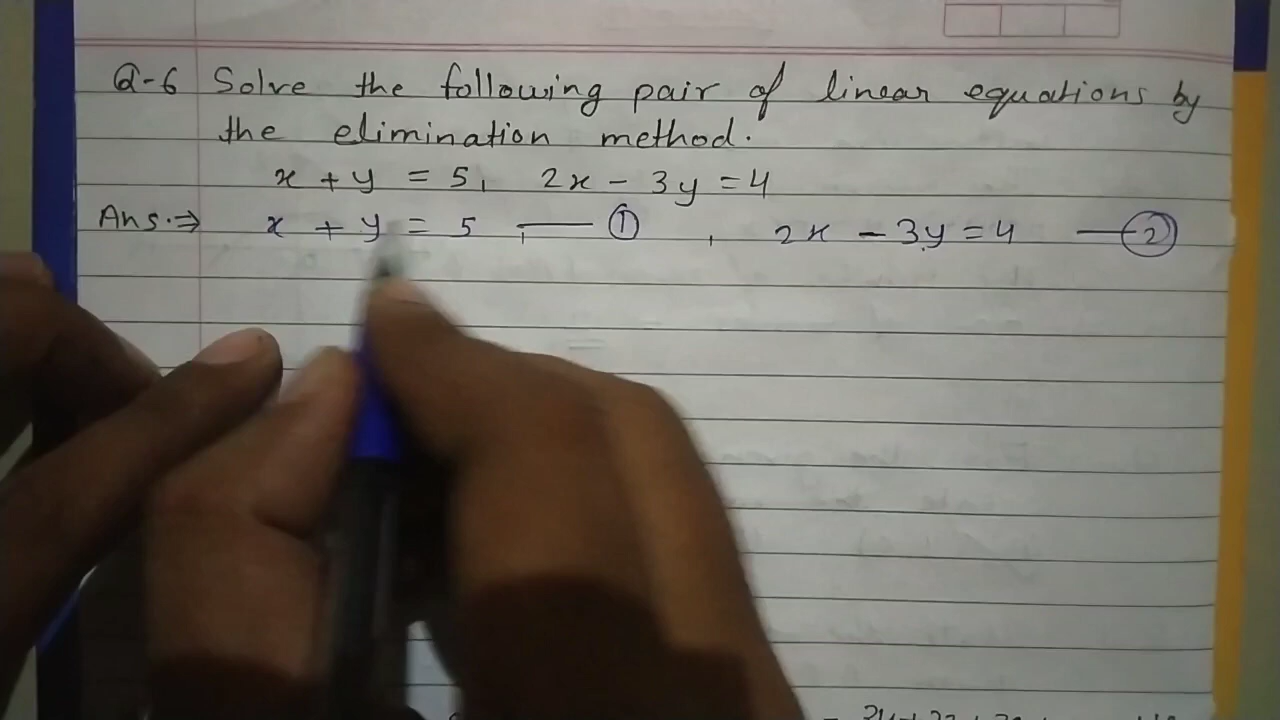 Q-6 Solve the following pair of linear equations by
the elimination method.
x + y = 5, 2x - 3y = 4
Ans.⇒ x + y = 5 , — ① , 2x - 3y = 4 — ②